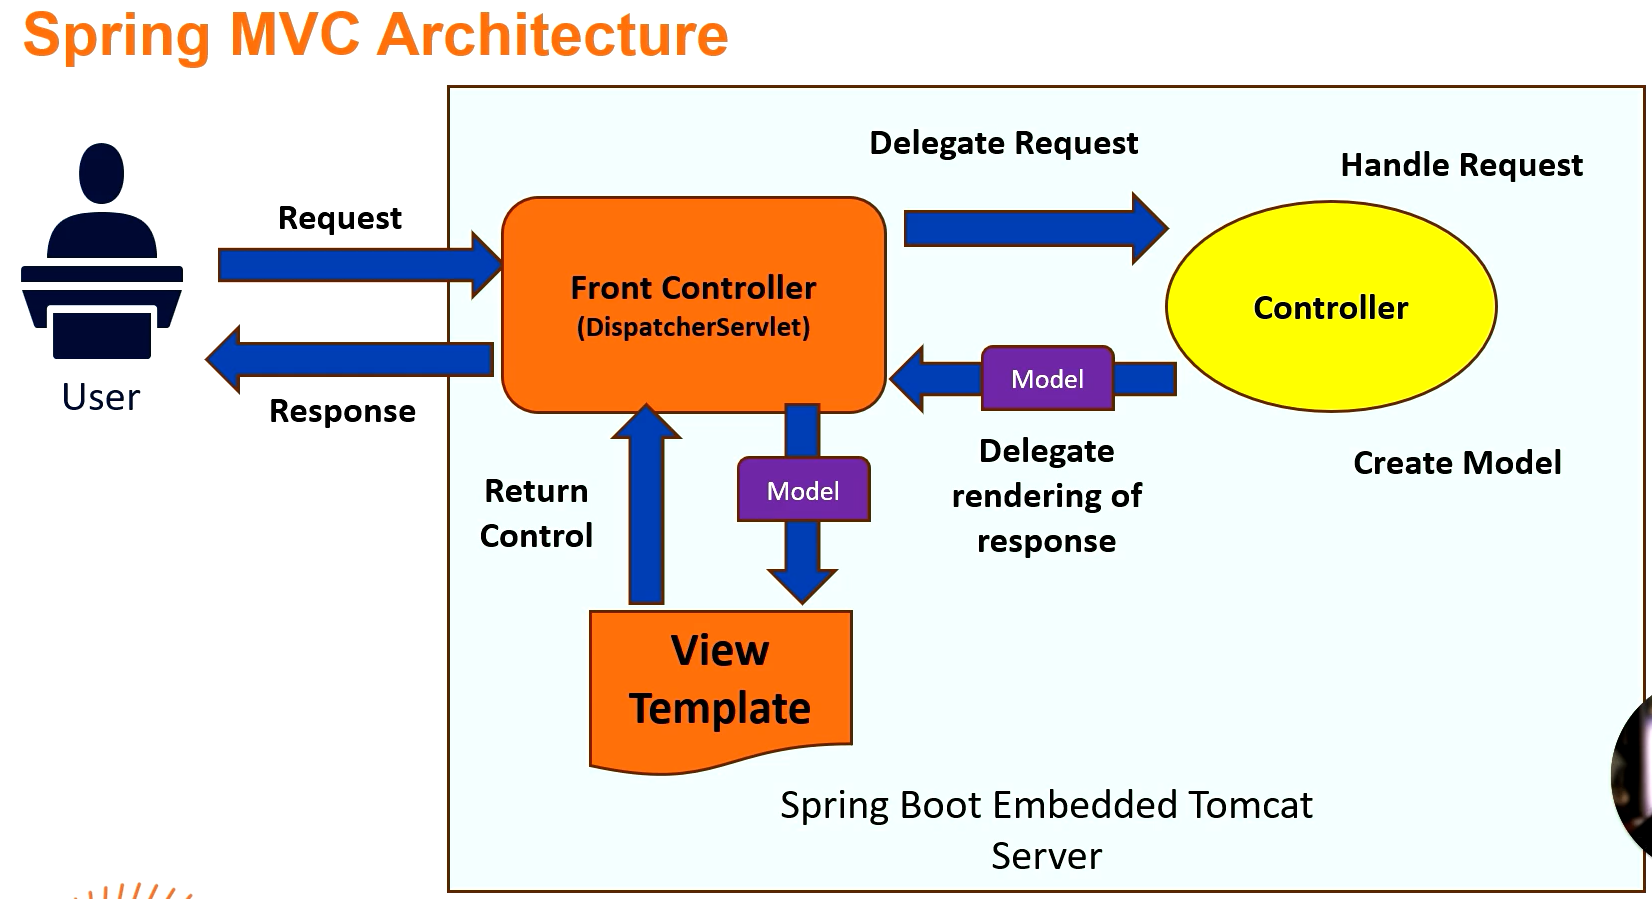 Spring MVC Architecture
Delegate Request
Handle Request
Request
Front Controller
(DispatcherServlet)
Controller
Model
User
Response
Delegate
rendering of
response
Create Model
Return
Control
Model
View
Template
Spring Boot Embedded Tomcat
Server